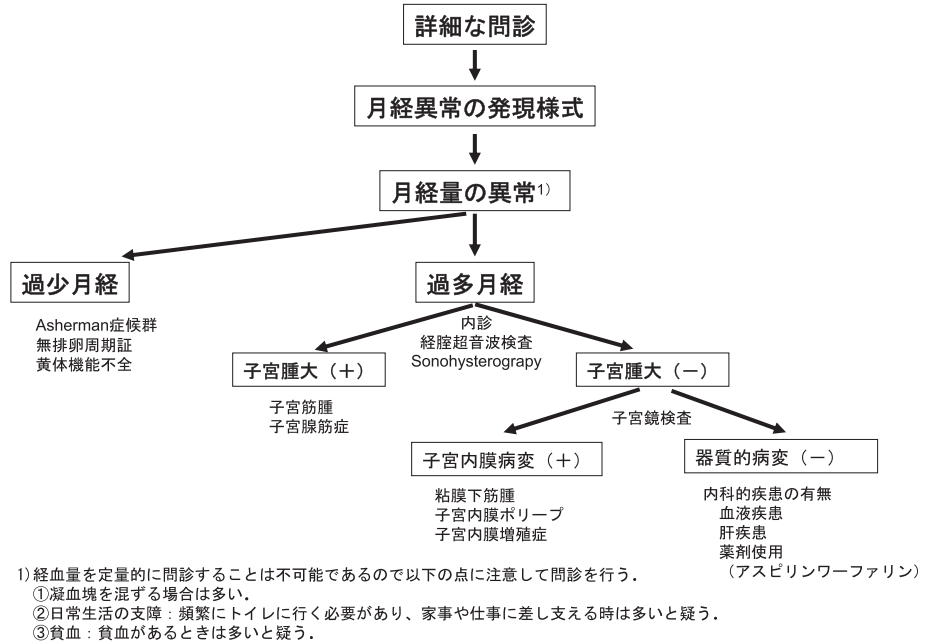 詳細な問診
月経異常の発現様式
月経量の異常1)
過少月経
Asherman症候群
無排卵周期証
黄体機能不全
過多月経
内診
経腟超音波検査
Sonohysterograpy
子宮腫大（＋）
子宮筋腫
子宮腺筋症
子宮腫大（－）
子宮鏡検査
子宮内膜病変（＋）
粘膜下筋腫
子宮内膜ポリープ
子宮内膜増殖症
器質的病変（－）
内科的疾患の有無
血液疾患
肝疾患
薬剤使用
（アスピリンワーファリン）
1)経血量を定量的に問診することは不可能であるので以下の点に注意して問診を行う．
①凝血塊を混ずる場合は多い．
②日常生活の支障：頻繁にトイレに行く必要があり、家事や仕事に差し支える時は多いと疑う．
③貧血：貧血があるときは多いと疑う．